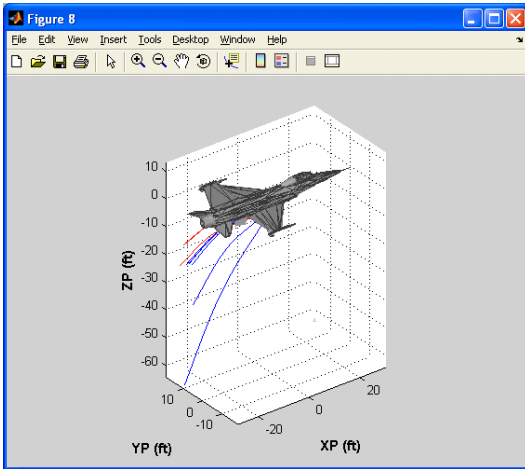 Figure 8
File Edit View Insert Tools Desktop Window Help
10
0
-10
-20
-30
-40
-50
-60
ZP (ft)
10
0
-10
YP (ft)
-20
0
20
XP (ft)